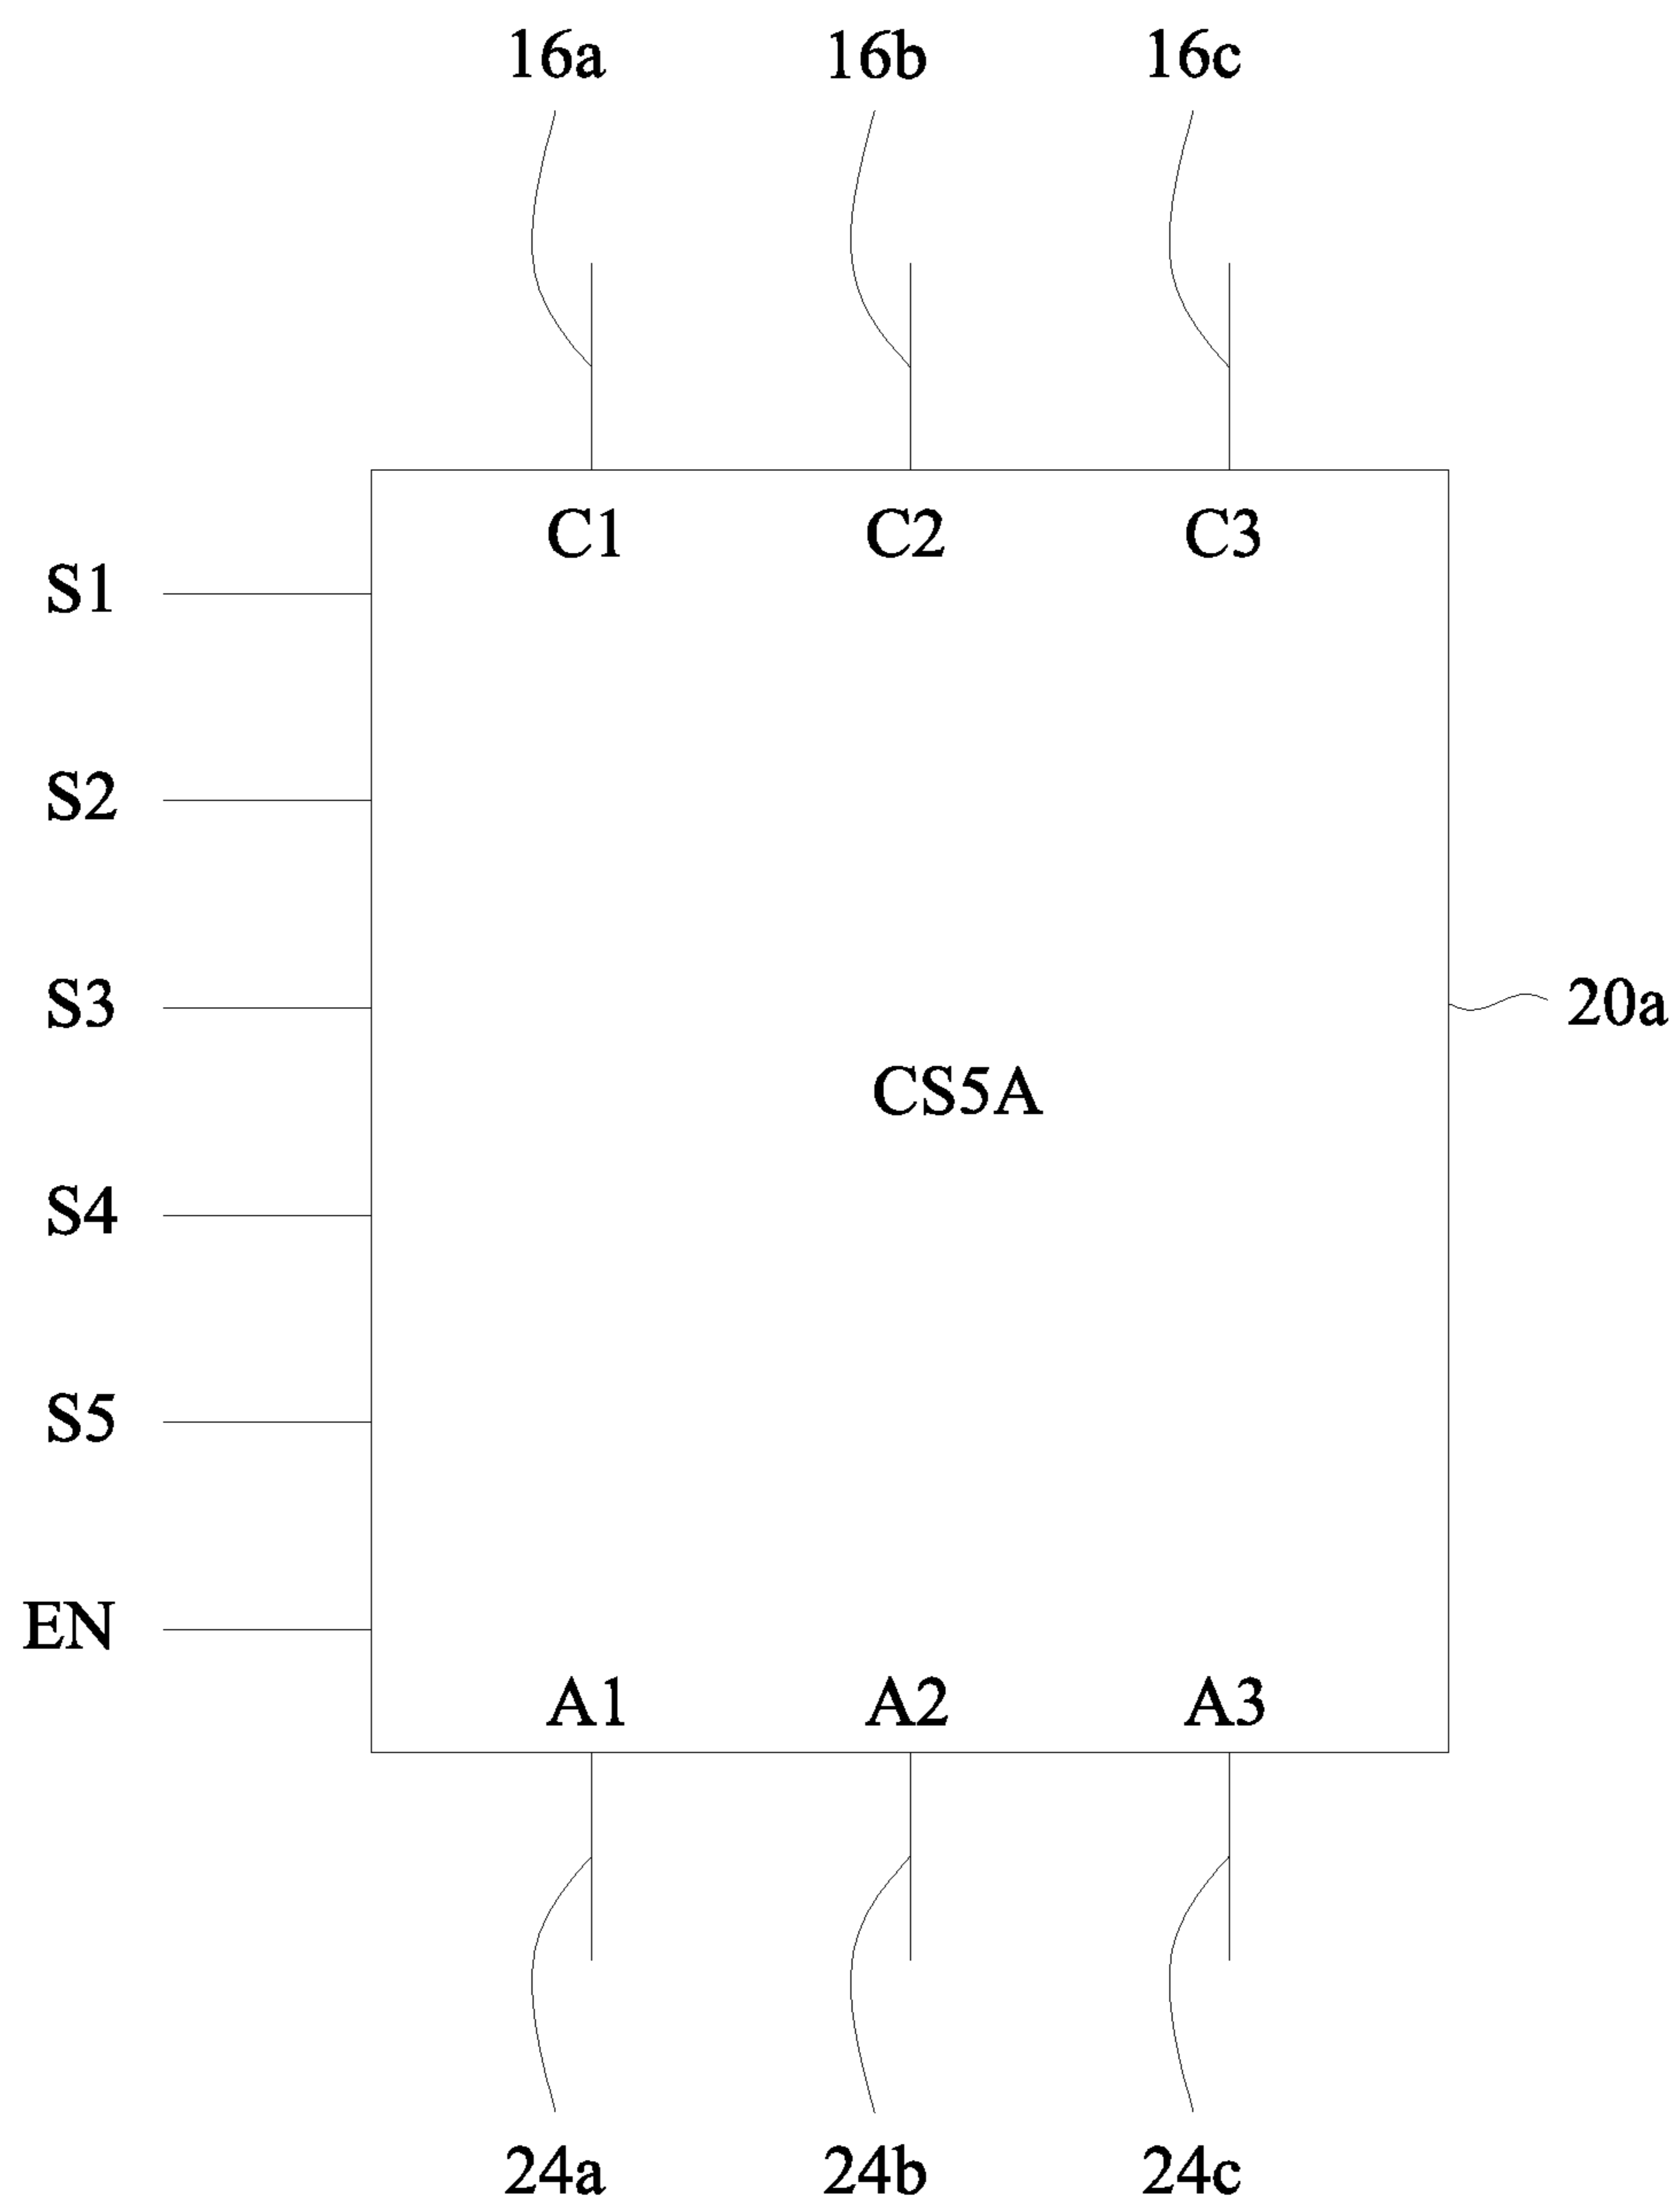 16a 16b 16c
C1 C2 C3
S1
S2
S3
20a
CS5A
S4
S5
EN
A1 A2 A3
24a 24b 24c